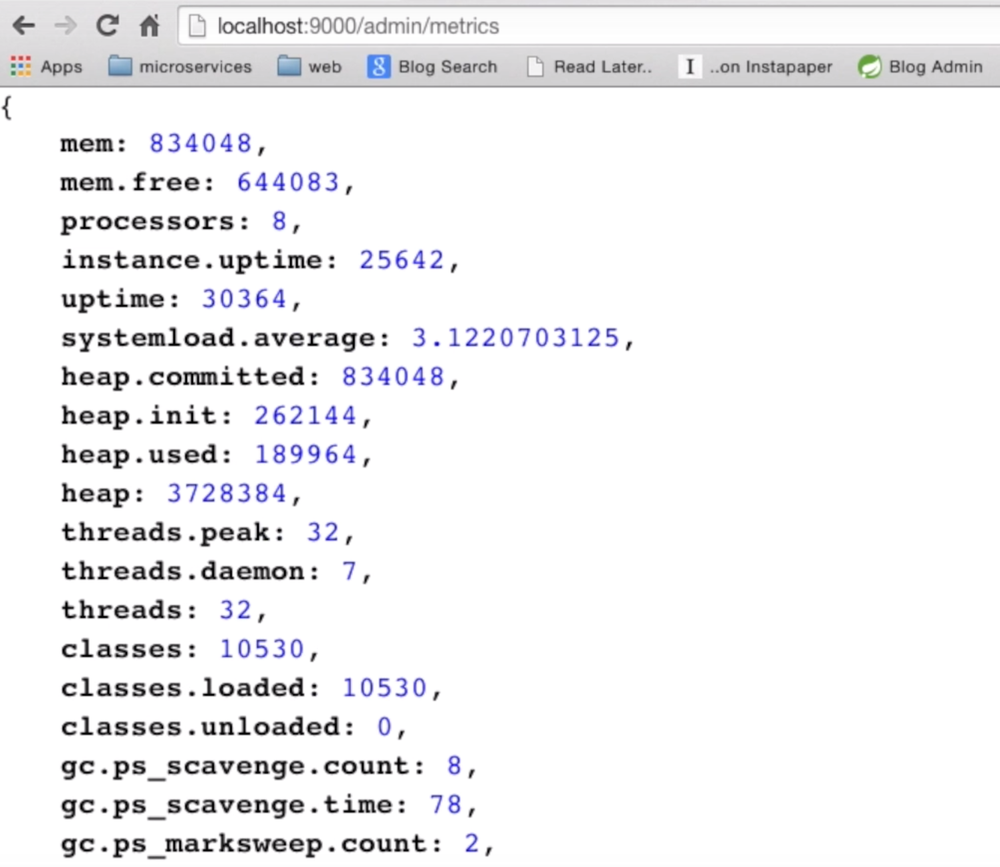 localhost:9000/admin/metrics
Apps microservices web Blog Search Read Later.. I ..on Instapaper Blog Admin
{
mem: 834048,
mem.free: 644083,
processors: 8,
instance.uptime: 25642,
uptime: 30364,
systemload.average: 3.1220703125,
heap.committed: 834048,
heap.init: 262144,
heap.used: 189964,
heap: 3728384,
threads.peak: 32,
threads.daemon: 7,
threads: 32,
classes: 10530,
classes.loaded: 10530,
classes.unloaded: 0,
gc.ps_scavenge.count: 8,
gc.ps_scavenge.time: 78,
gc.ps_marksweep.count: 2,